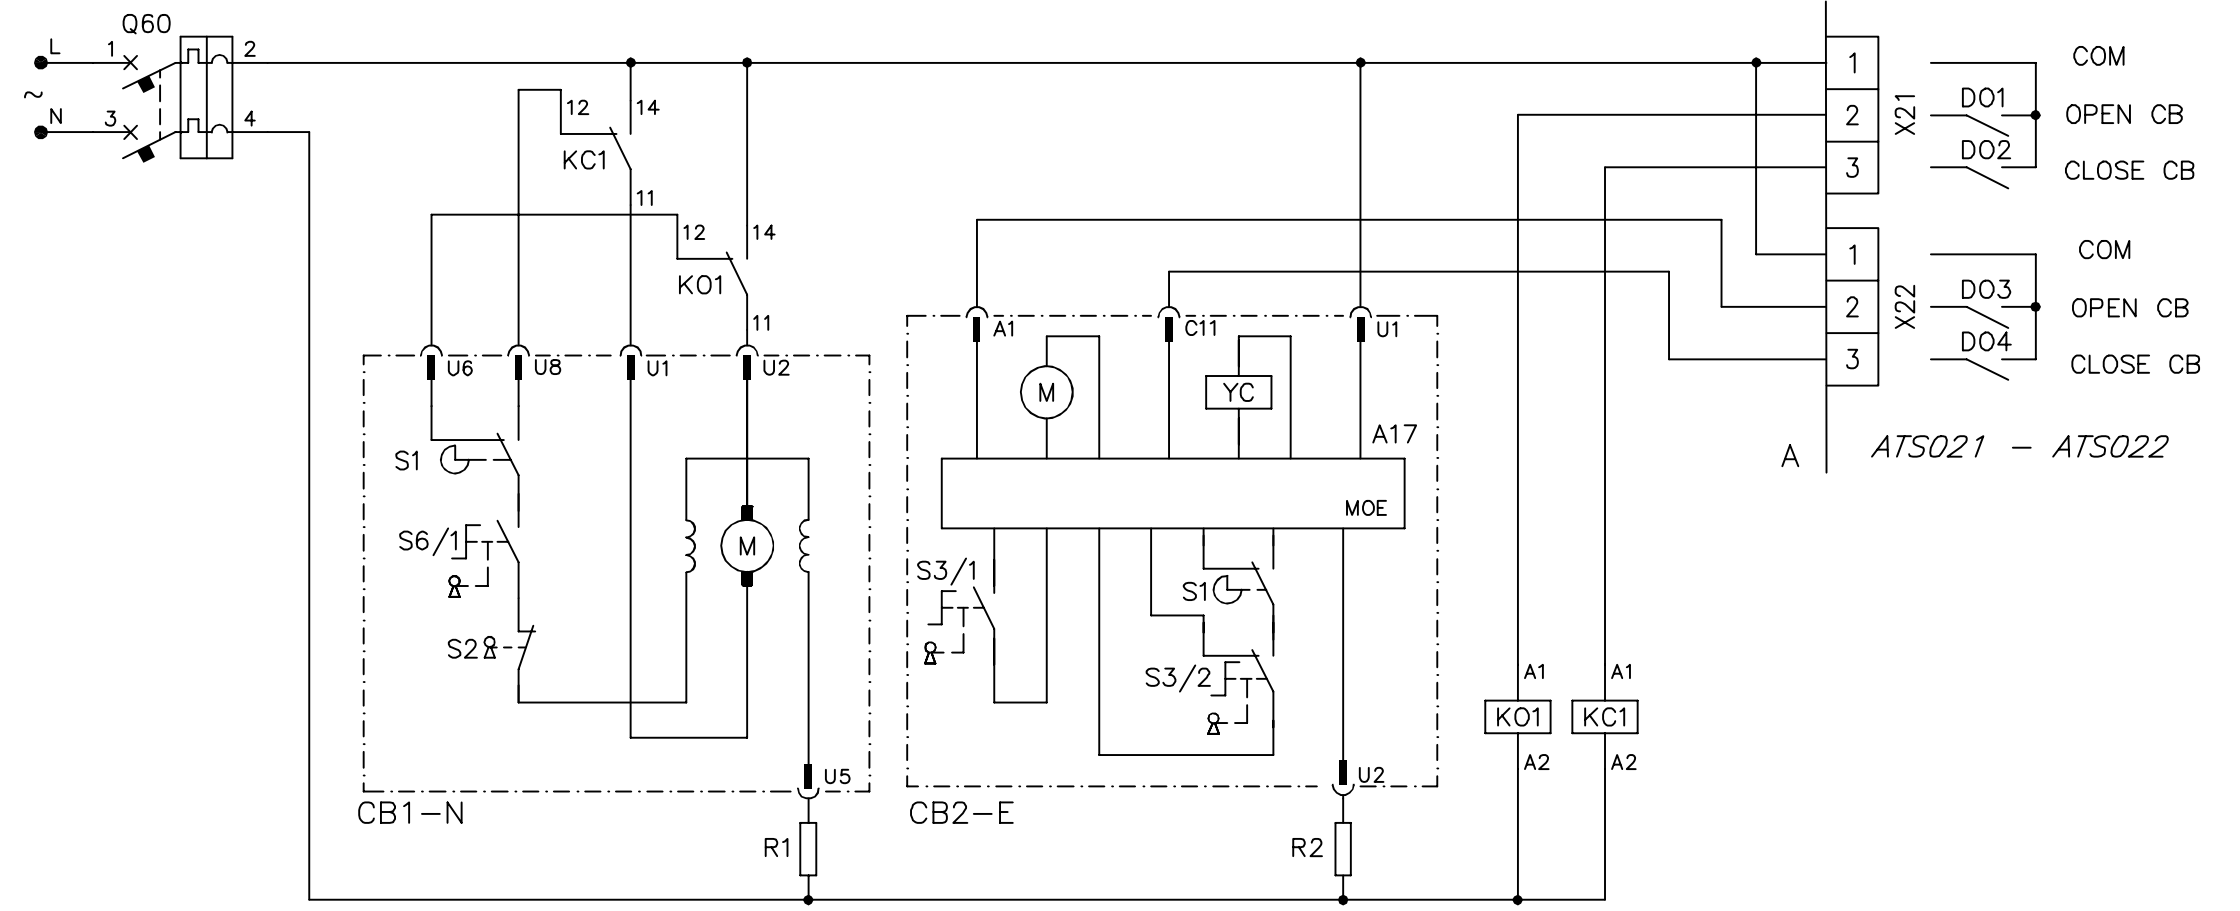 Q60
L 1 2
~
N 3 4
12 14
KC1
11
12 14
KO1
11
U6 U8 U1 U2
S1
S6/1
M
S2
U5
CB1-N
R1
A1 C11 U1
M YC
A17
MOE
S3/1
S1
S3/2
U2
CB2-E
R2
A1 A1
KO1 KC1
A2 A2
1 COM
2 X21 DO1 OPEN CB
3 DO2 CLOSE CB
1 COM
2 X22 DO3 OPEN CB
3 DO4 CLOSE CB
A ATS021 - ATS022